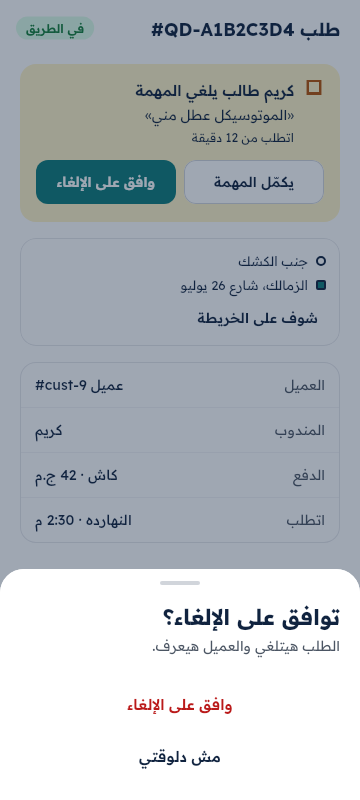 طلب #QD-A1B2C3D4
في الطريق
كريم طالب يلغي المهمة
«الموتوسيكل عطل مني»
اتطلب من 12 دقيقة
يكمّل المهمة
وافق على الإلغاء
جنب الكشك
الزمالك، شارع 26 يوليو
شوف على الخريطة
العميل
عميل #cust-9
المندوب
كريم
الدفع
كاش · 42 ج.م
اتطلب
النهارده · 2:30 م
توافق على الإلغاء؟
الطلب هيتلغي والعميل هيعرف.
وافق على الإلغاء
مش دلوقتي